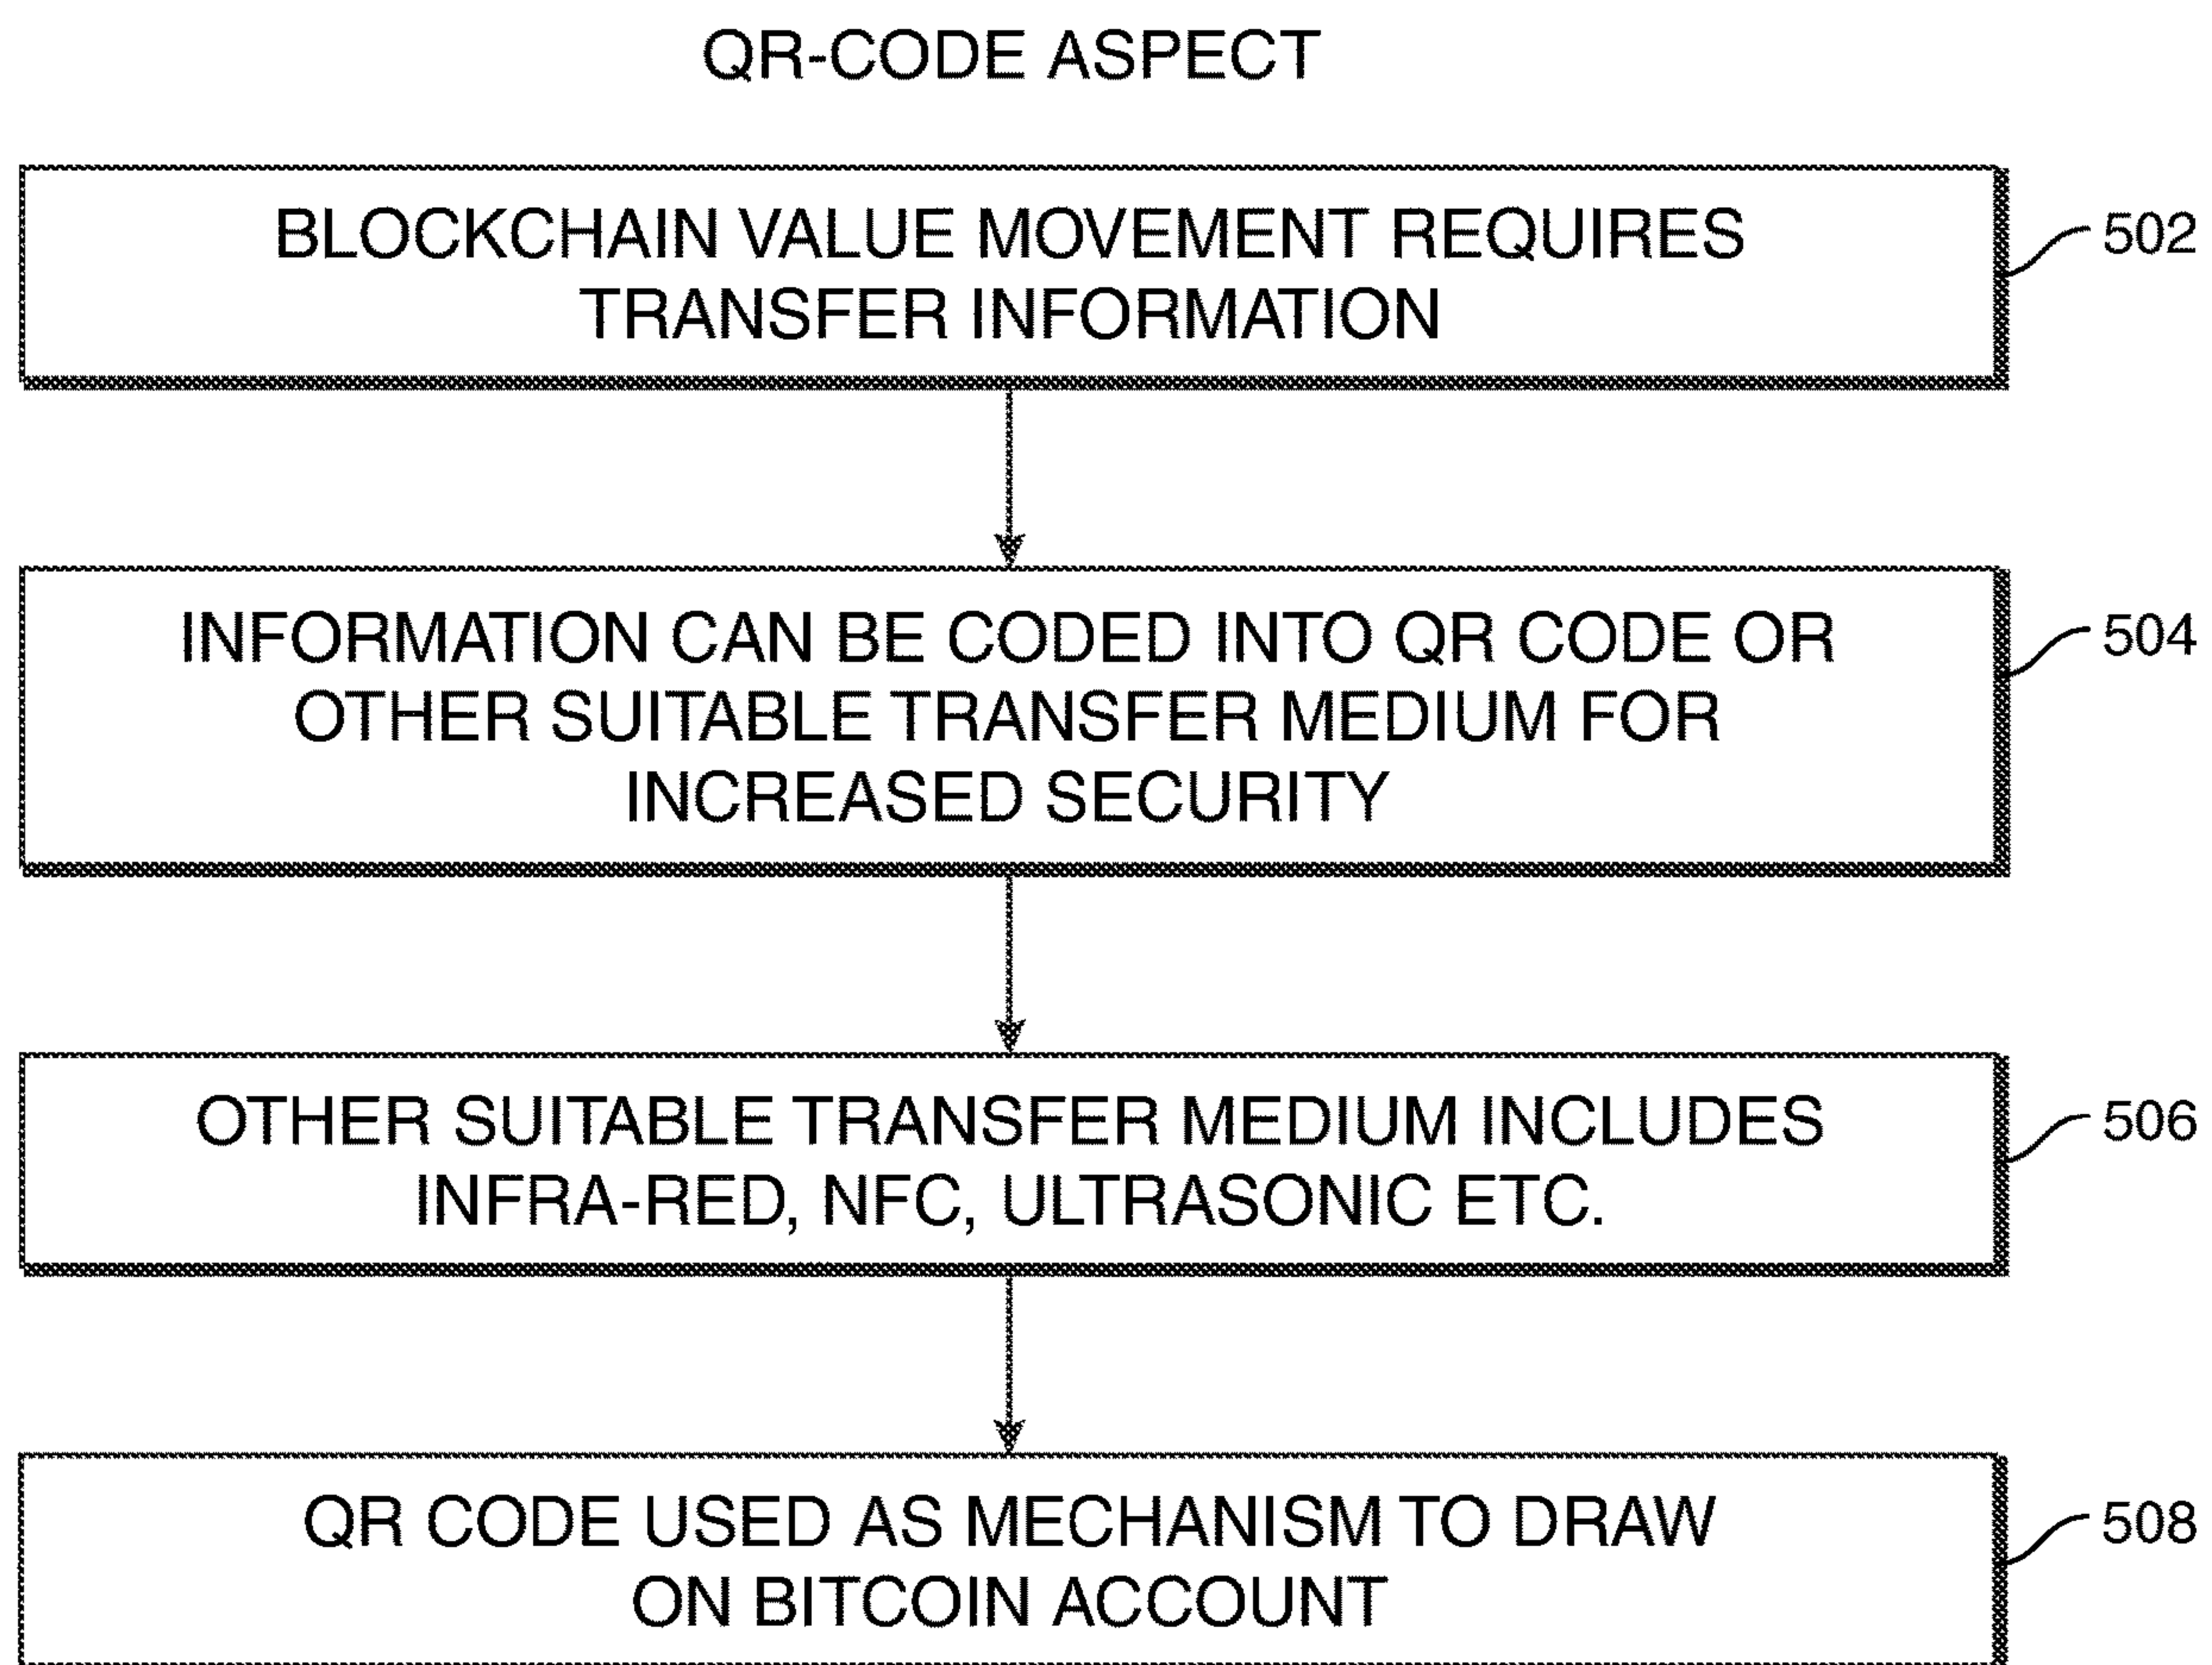 QR-CODE ASPECT
BLOCKCHAIN VALUE MOVEMENT REQUIRES
TRANSFER INFORMATION
502
INFORMATION CAN BE CODED INTO QR CODE OR
OTHER SUITABLE TRANSFER MEDIUM FOR
INCREASED SECURITY
504
OTHER SUITABLE TRANSFER MEDIUM INCLUDES
INFRA-RED, NFC, ULTRASONIC ETC.
506
QR CODE USED AS MECHANISM TO DRAW
ON BITCOIN ACCOUNT
508